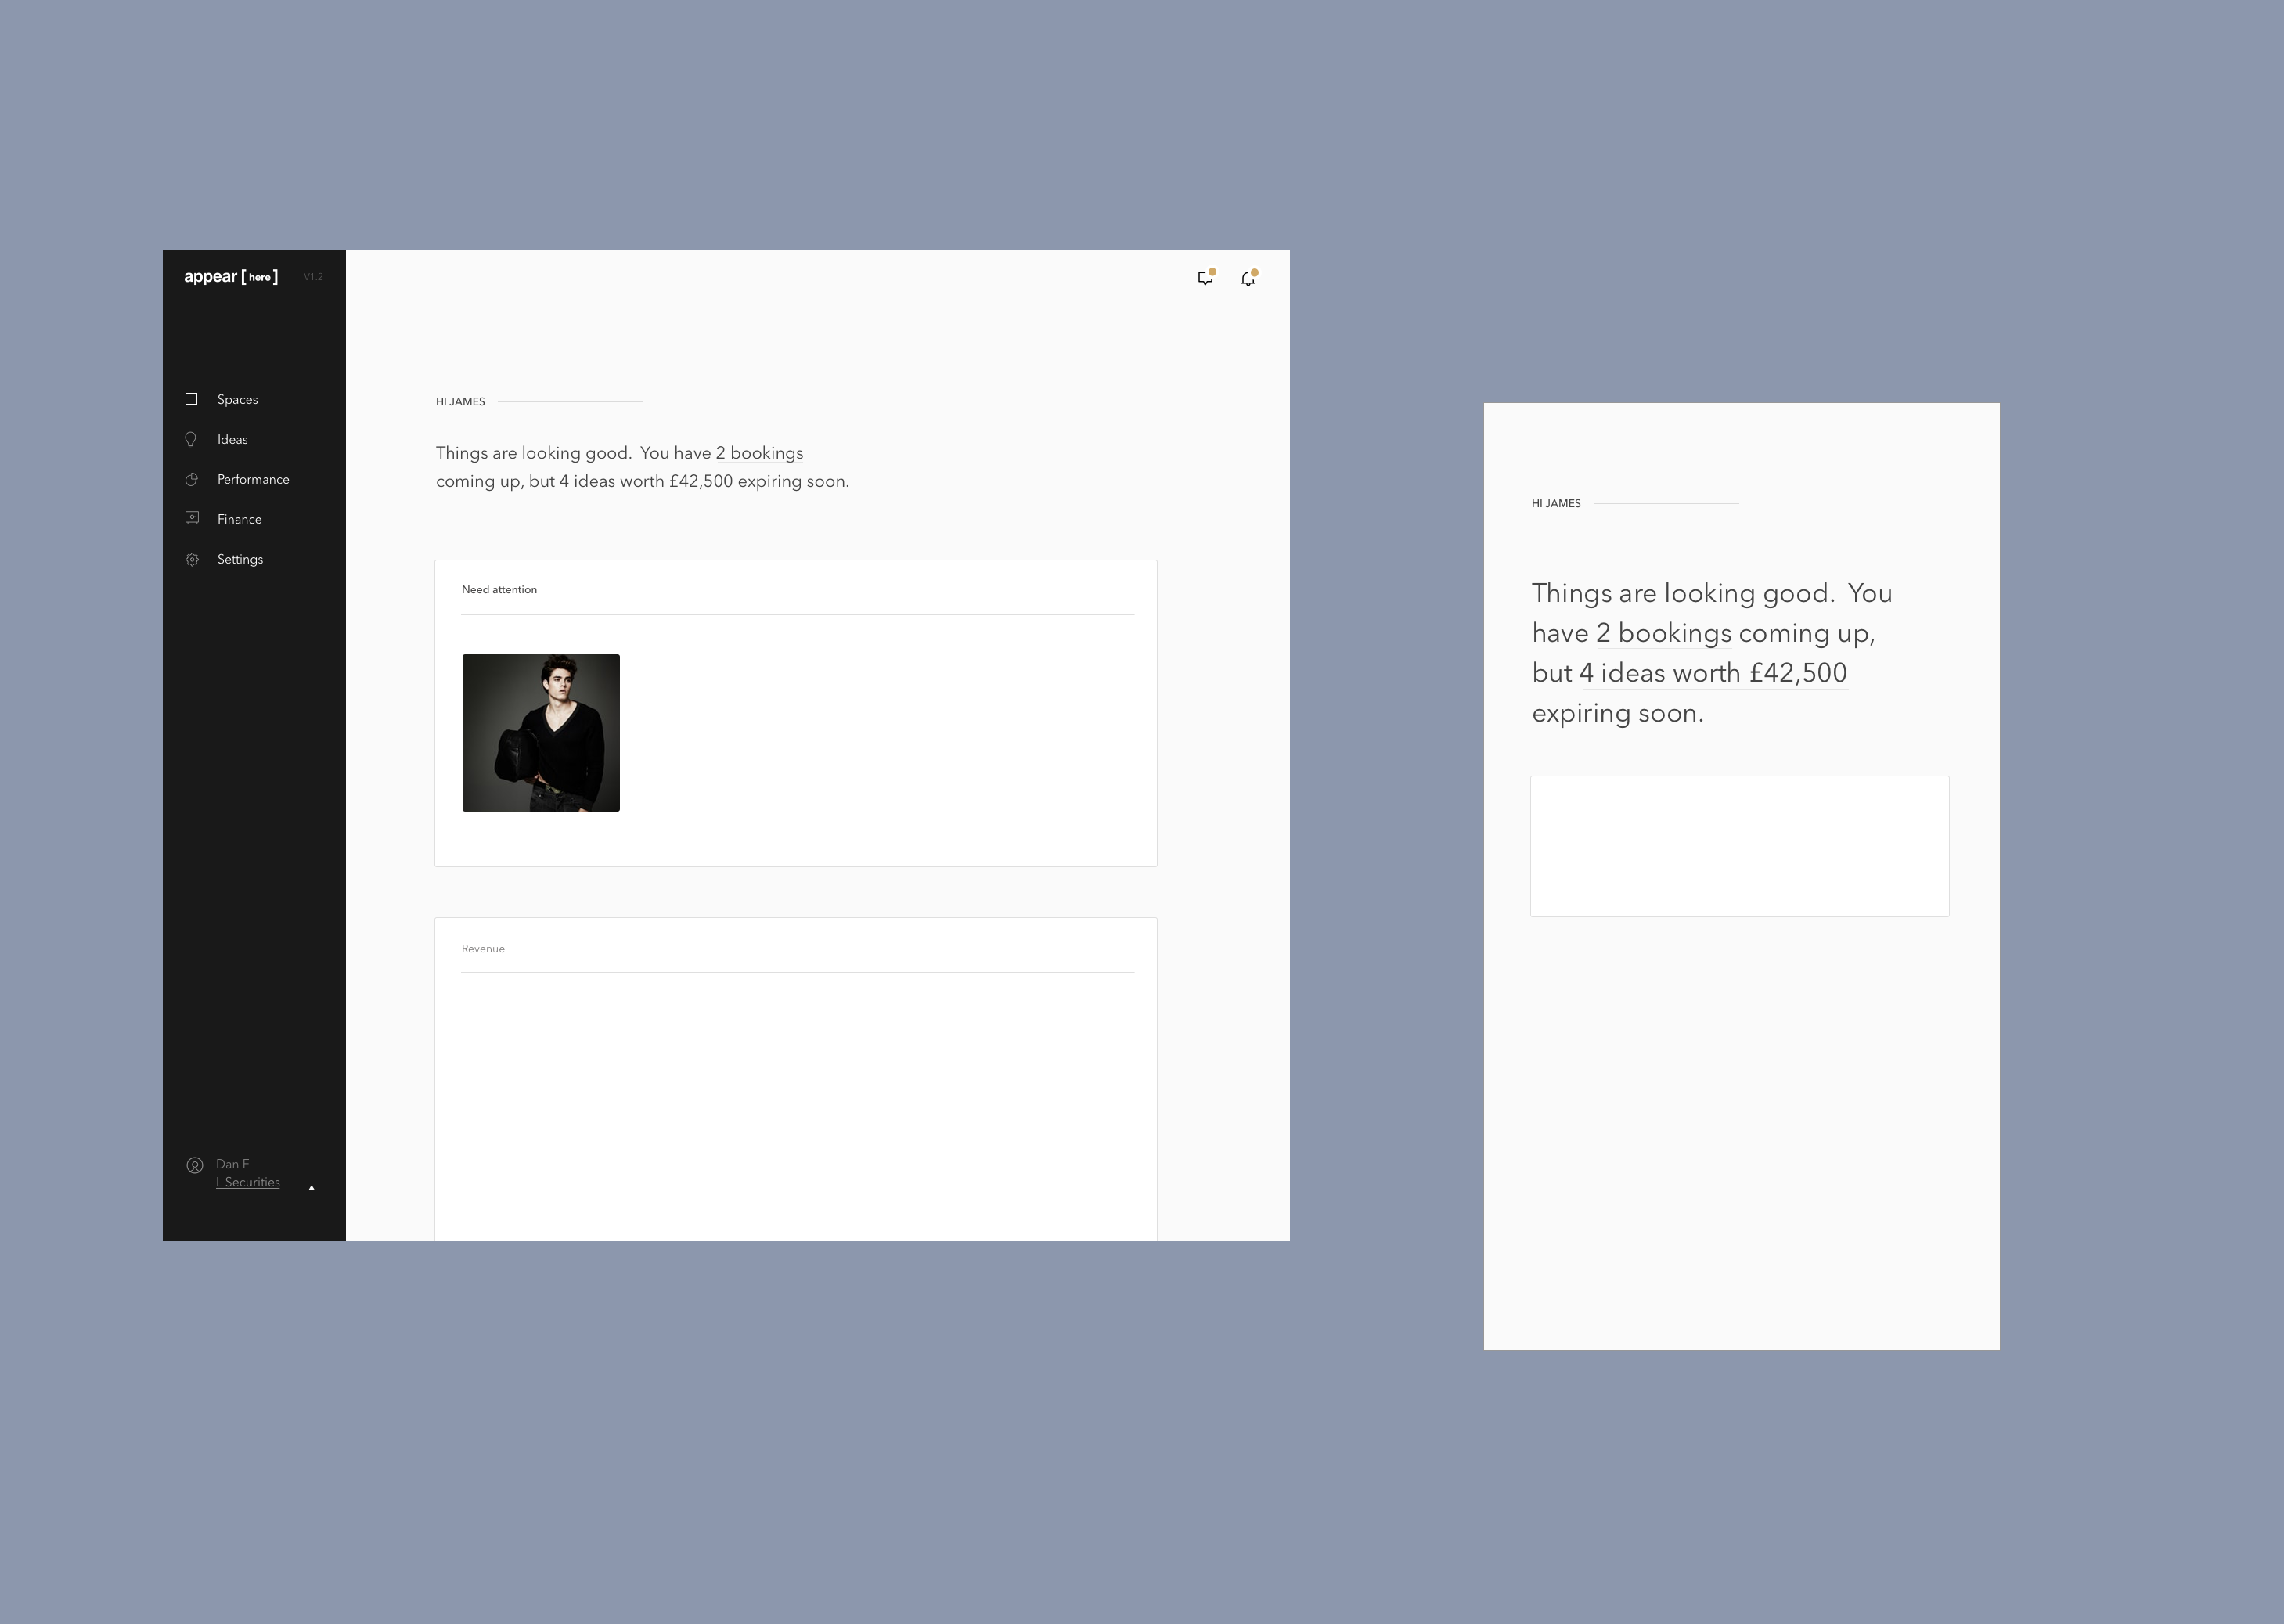 appear [ here ] V1.2
Spaces
Ideas
Performance
Finance
Settings
Dan F
L Securities
HI JAMES
Things are looking good.  You have 2 bookings
coming up, but 4 ideas worth £42,500 expiring soon.
Need attention
Revenue
HI JAMES
Things are looking good.  You
have 2 bookings coming up,
but 4 ideas worth £42,500
expiring soon.